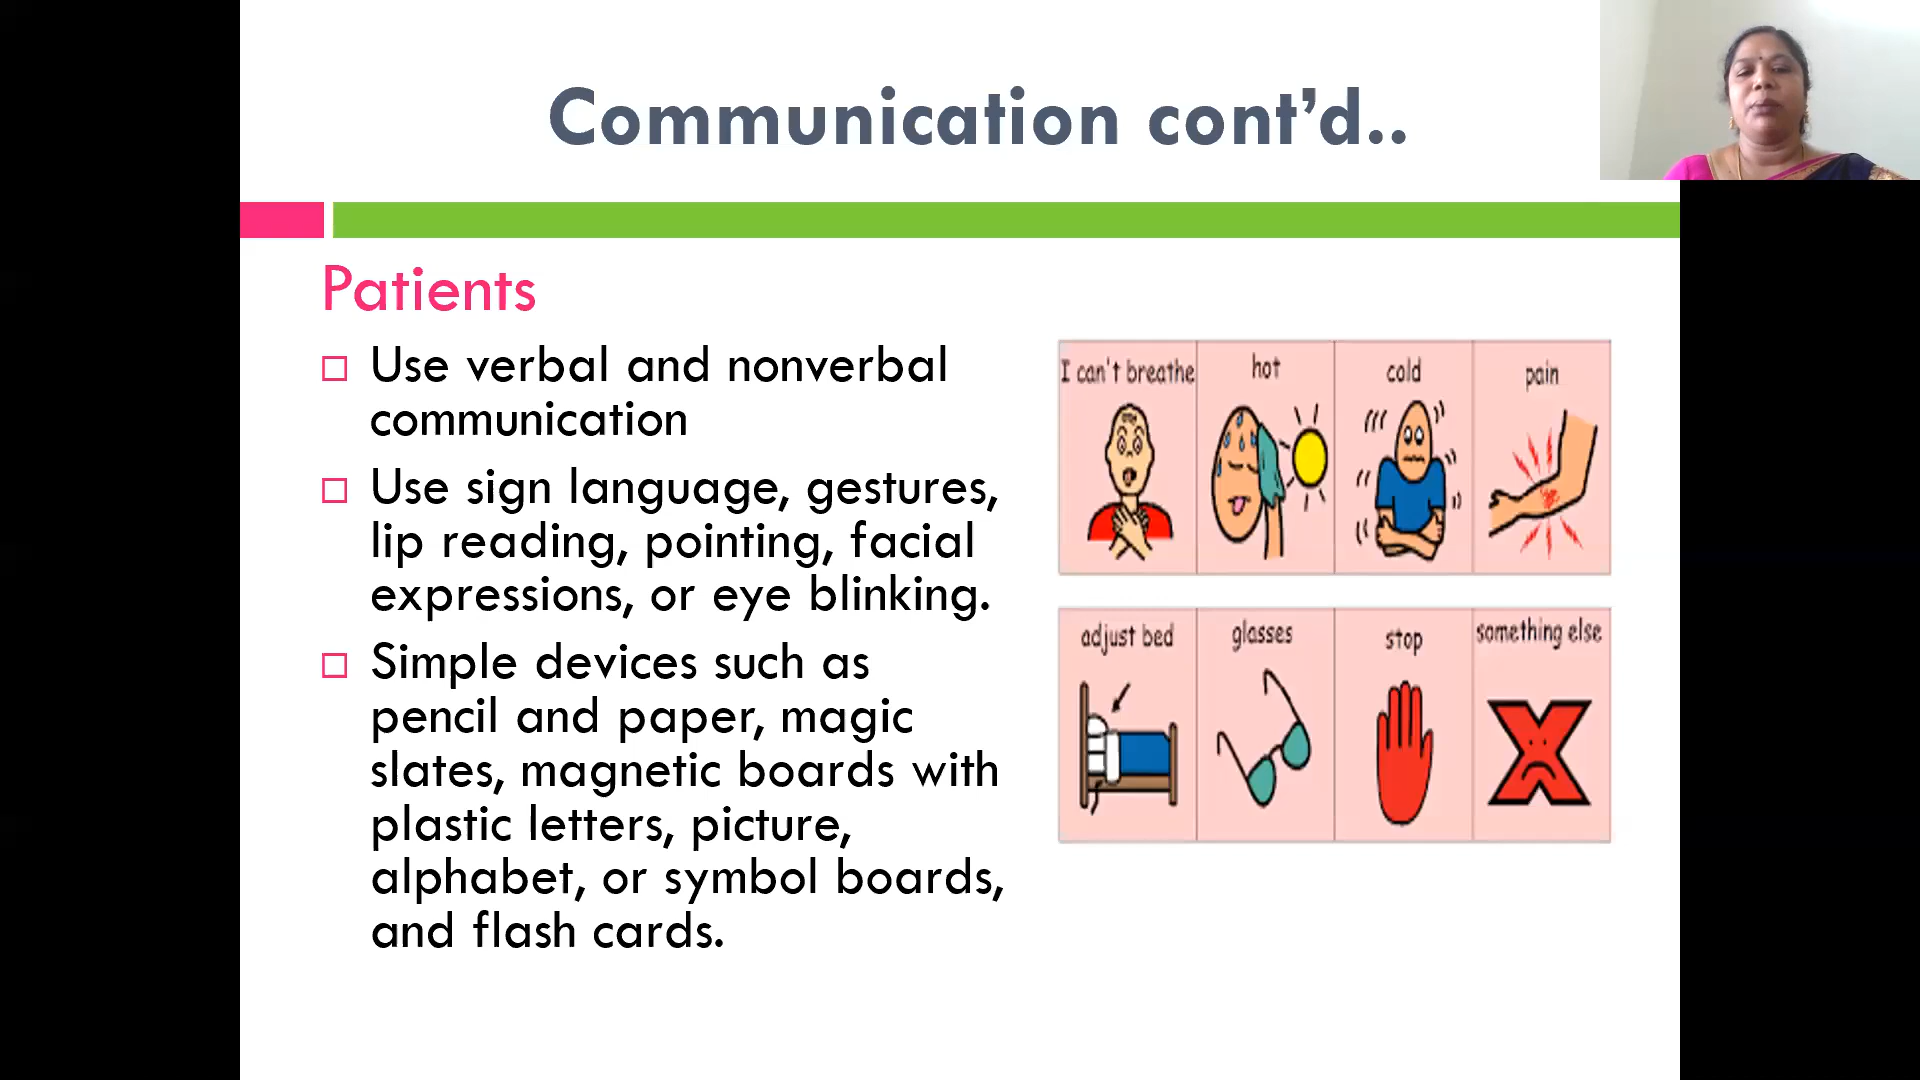 Communication cont’d..
Patients
Use verbal and nonverbal
communication
Use sign language, gestures,
lip reading, pointing, facial
expressions, or eye blinking.
Simple devices such as
pencil and paper, magic
slates, magnetic boards with
plastic letters, picture,
alphabet, or symbol boards,
and flash cards.
I can't breathe hot cold pain
adjust bed glasses stop something else